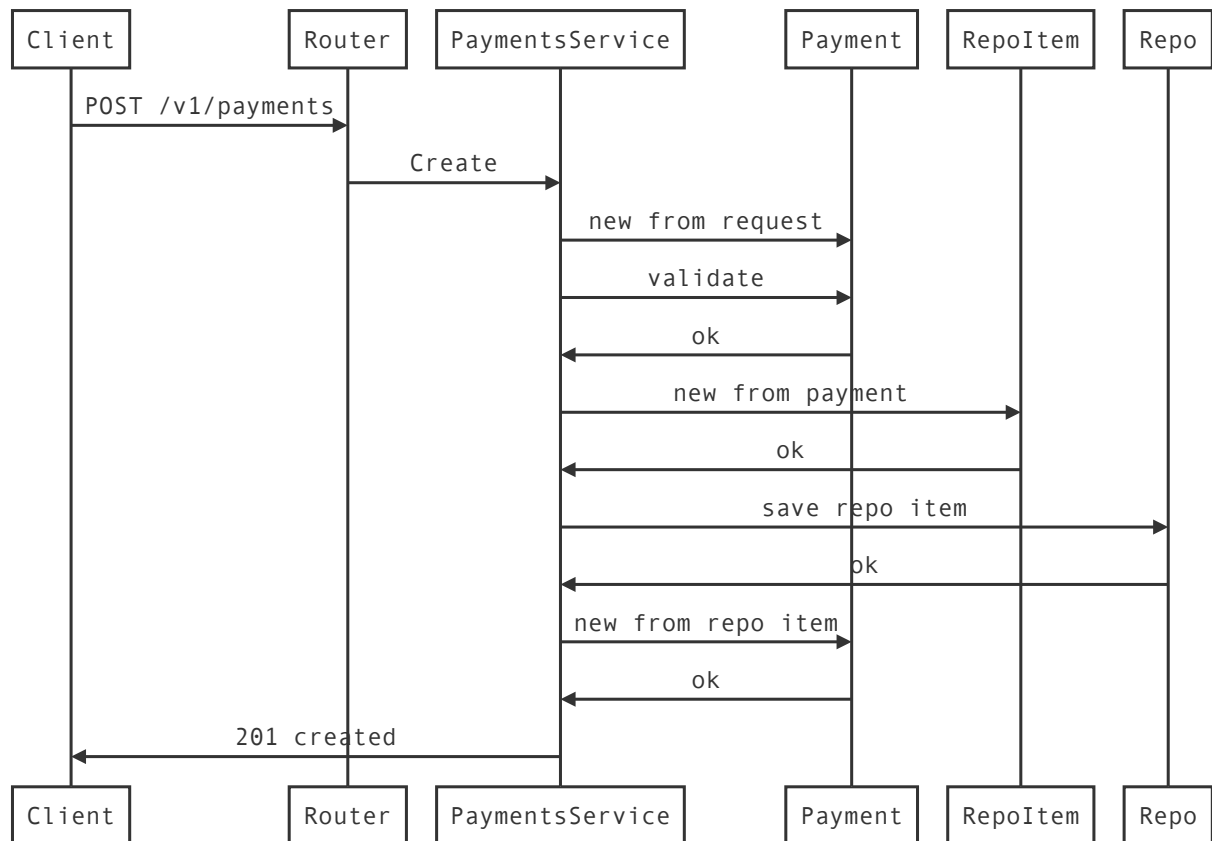 Client Router PaymentsService Payment RepoItem Repo
POST /v1/payments
Create
new from request
validate
ok
new from payment
ok
save repo item
ok
new from repo item
ok
201 created
Client Router PaymentsService Payment RepoItem Repo